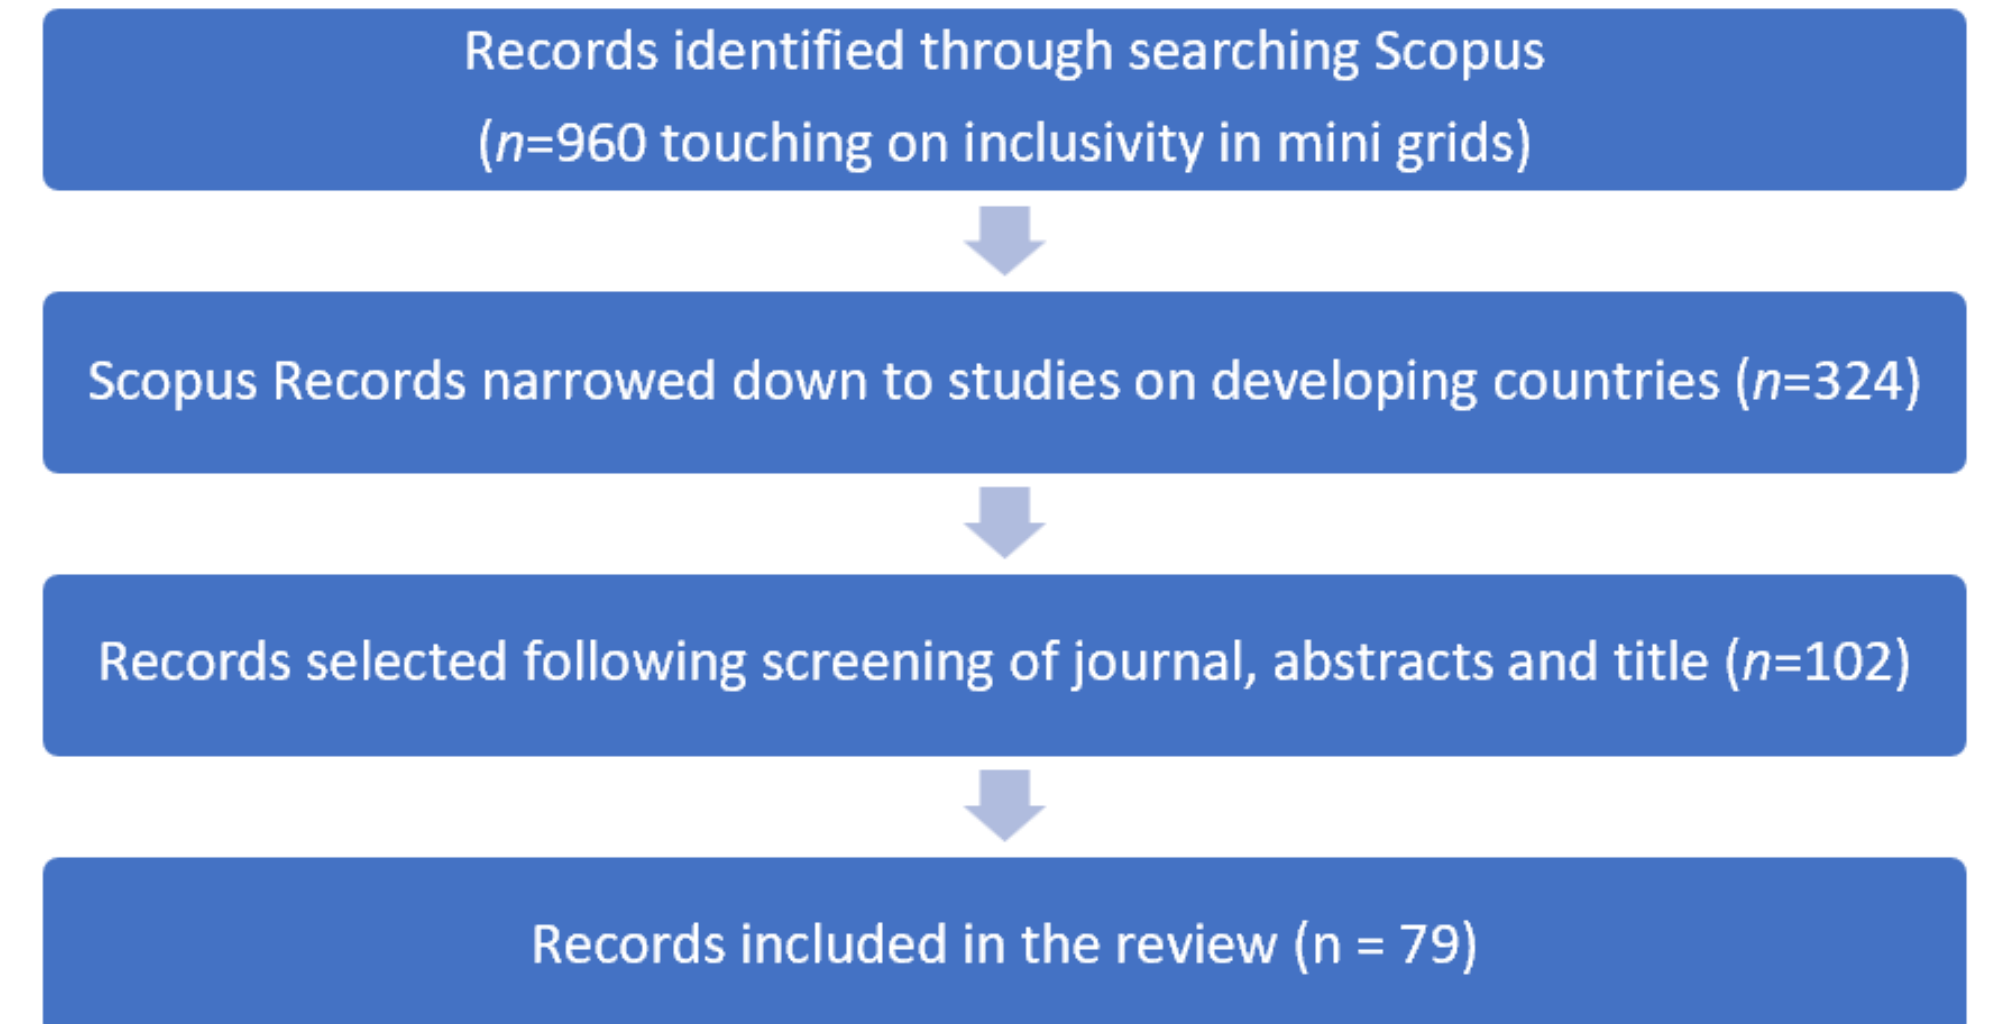 Records identified through searching Scopus
(n=960 touching on inclusivity in mini grids)
Scopus Records narrowed down to studies on developing countries (n=324)
Records selected following screening of journal, abstracts and title (n=102)
Records included in the review (n = 79)